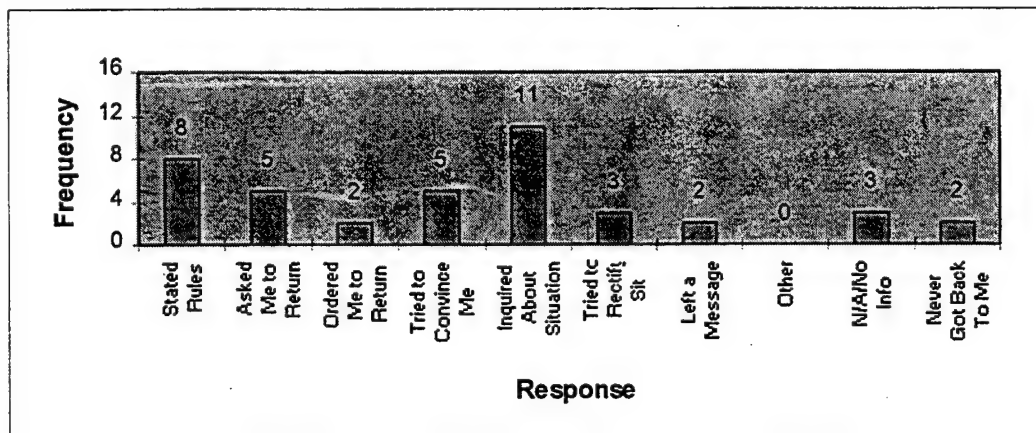 16
12
8
4
0
Frequency
8
5
2
5
11
3
2
0
3
2
Stated
Rules
Asked
Me to
Return
Ordered
Me to
Return
Tried to
Convince
Me
Inquired
About
Situation
Tried to
Rectify
Sit
Left a
Message
Other
N/A/No
Info
Never
Got Back
To Me
Response